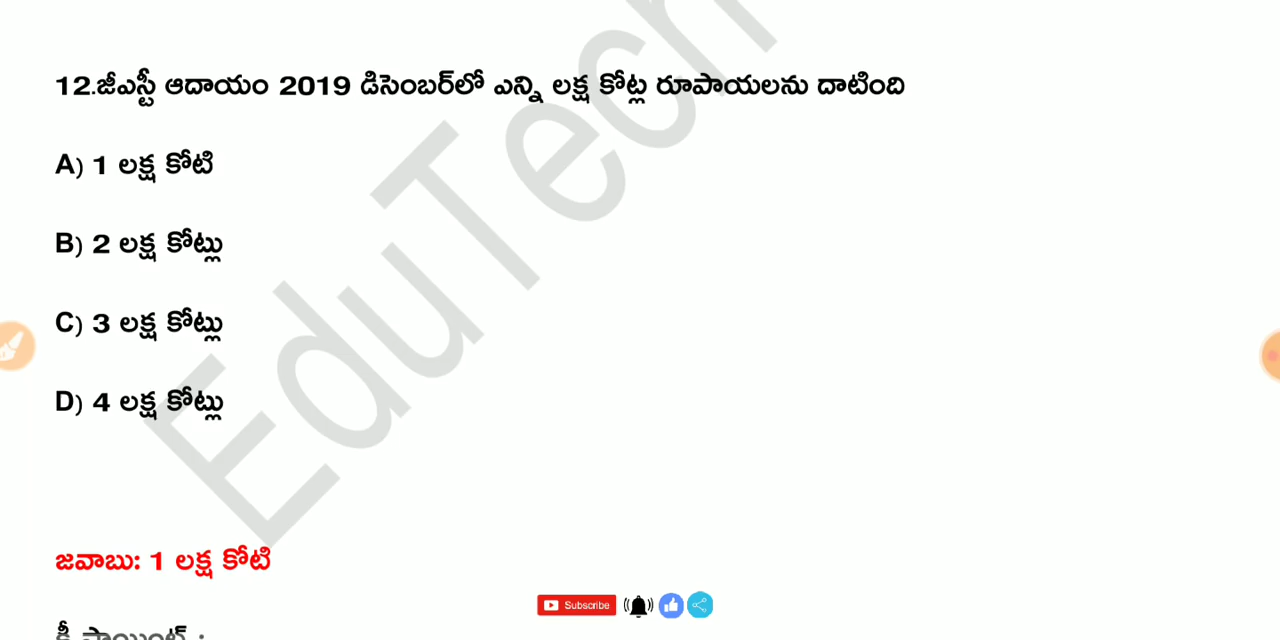 12.జీఎస్టీ ఆదాయం 2019 డిసెంబర్‌లో ఎన్ని లక్ష కోట్ల రూపాయలను దాటింది
A) 1 లక్ష కోటి
B) 2 లక్ష కోట్లు
C) 3 లక్ష కోట్లు
D) 4 లక్ష కోట్లు
EduTech
జవాబు: 1 లక్ష కోటి
Subscribe
కీ పాయింట్ :